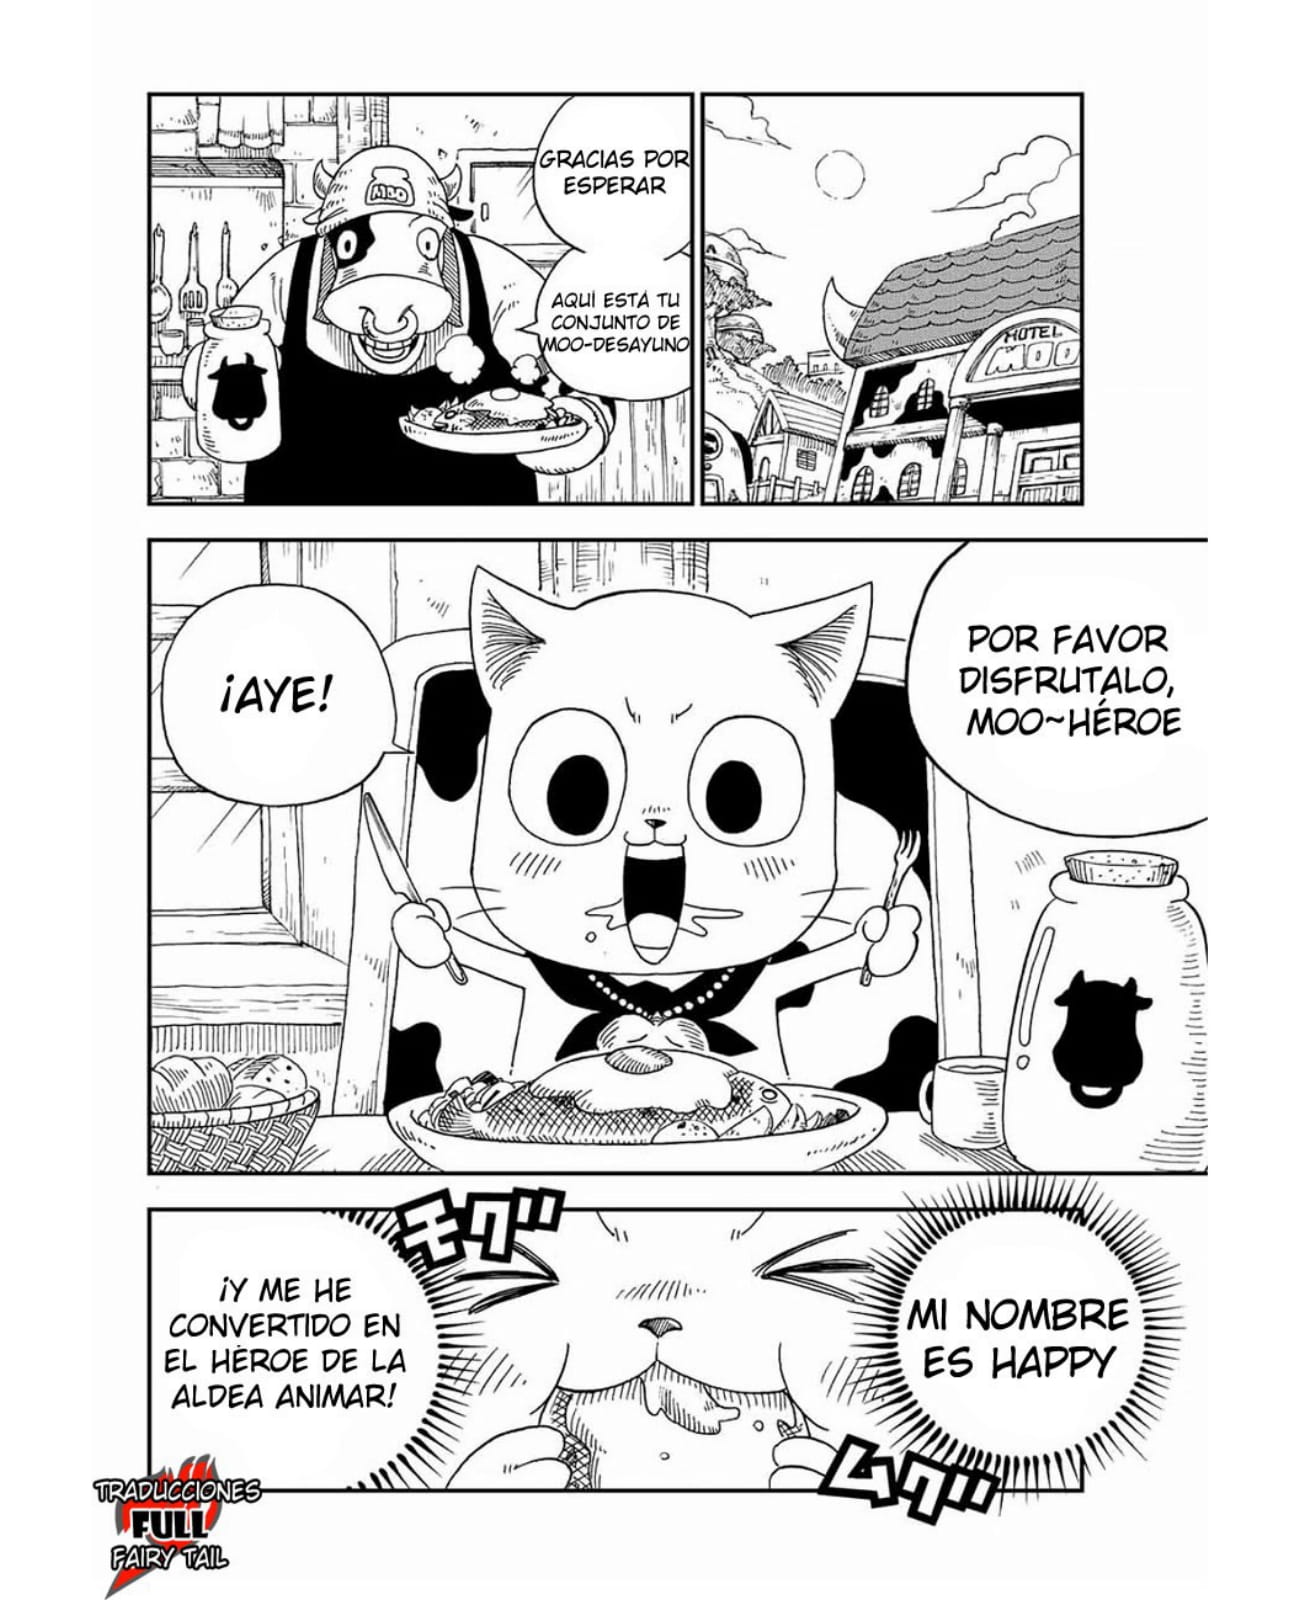 HOTEL
MOO
GRACIAS POR
ESPERAR
AQUÍ ESTÁ TU
CONJUNTO DE
MOO-DESAYUNO
MOO
POR FAVOR
DISFRUTALO,
MOO~HÉROE
¡AYE!
MI NOMBRE
ES HAPPY
モグ"
ムグ"
¡Y ME HE
CONVERTIDO EN
EL HÉROE DE LA
ALDEA ANIMAR!
TRADUCCIONES
FULL
FAIRY TAIL